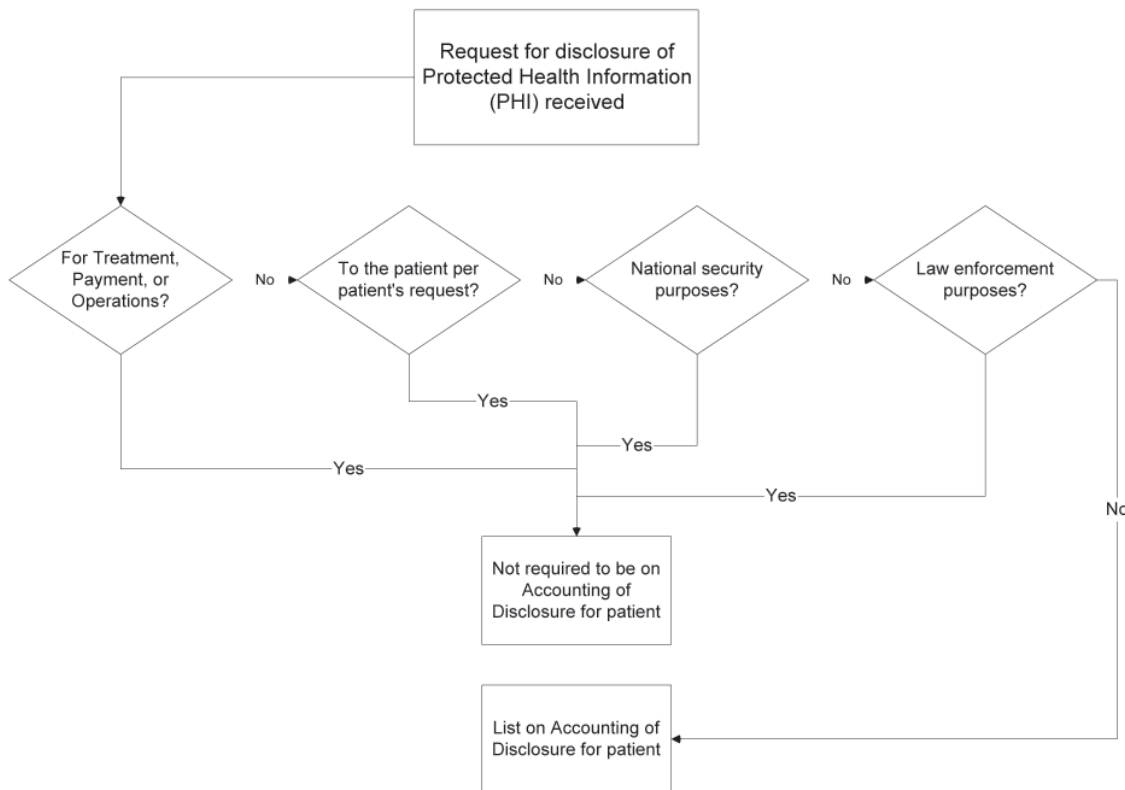 Request for disclosure of
Protected Health Information
(PHI) received
For Treatment,
Payment, or
Operations?
No
To the patient per
patient's request?
No
National security
purposes?
No
Law enforcement
purposes?
Yes
Yes
Yes
Yes
No
Not required to be on
Accounting of
Disclosure for patient
List on Accounting of
Disclosure for patient